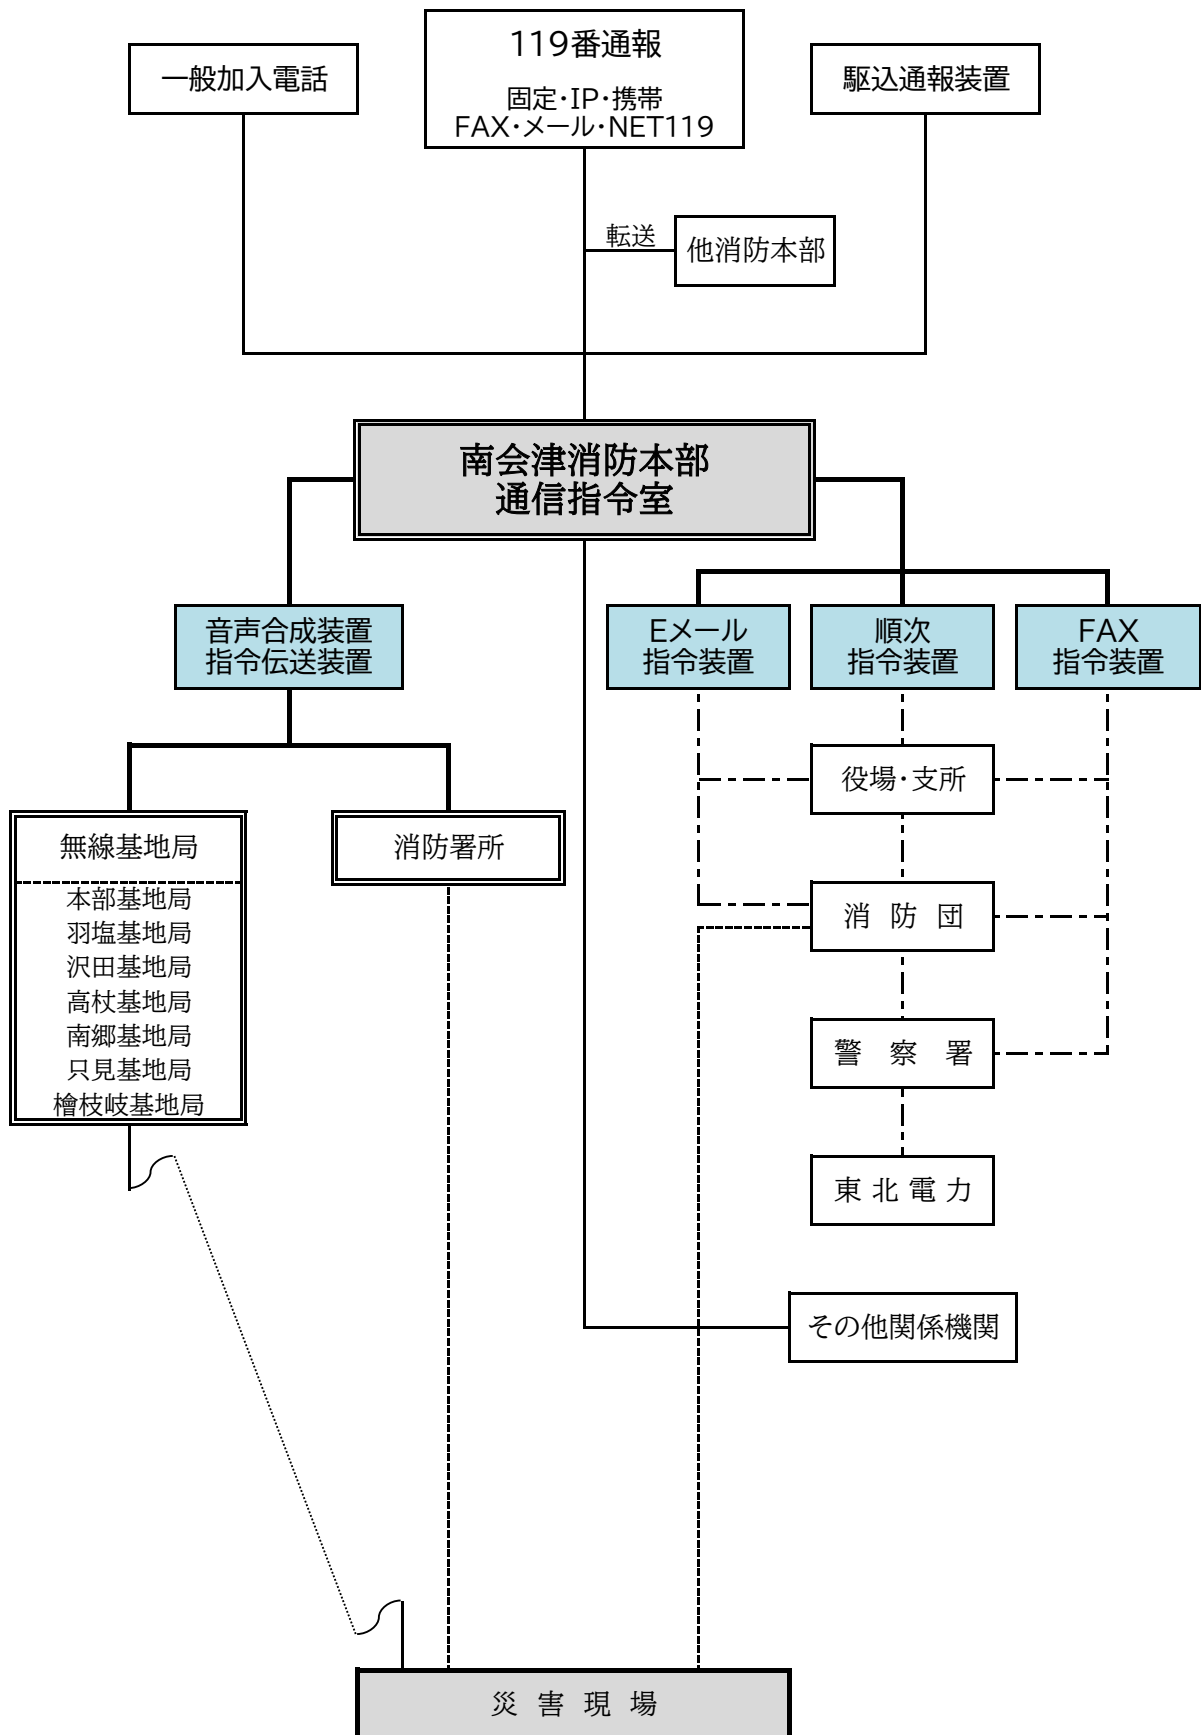 119番通報
固定・IP・携帯
FAX・メール・NET119
一般加入電話
駆込通報装置
転送
他消防本部
南会津消防本部
通信指令室
音声合成装置
指令伝送装置
Eメール
指令装置
順次
指令装置
FAX
指令装置
役場・支所
無線基地局
消防署所
本部基地局
羽塩基地局
沢田基地局
高杖基地局
南郷基地局
只見基地局
檜枝岐基地局
消防団
警察署
東北電力
その他関係機関
災害現場